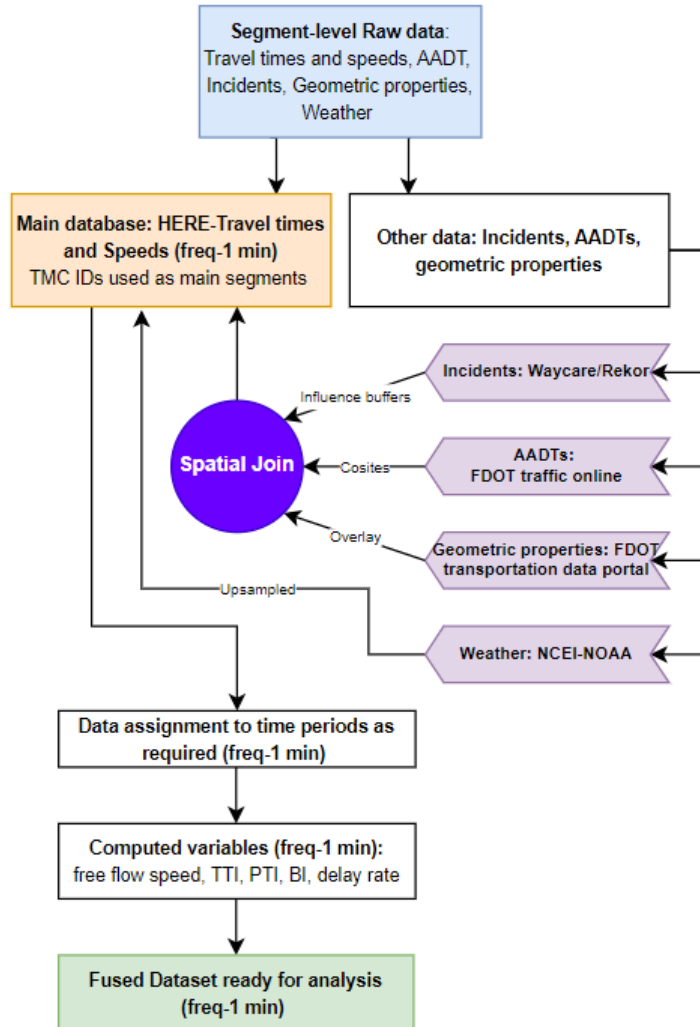 Segment-level Raw data:
Travel times and speeds, AADT,
Incidents, Geometric properties,
Weather
Main database: HERE-Travel times
and Speeds (freq-1 min)
TMC IDs used as main segments
Other data: Incidents, AADTs,
geometric properties
Incidents: Waycare/Rekor
Influence buffers
Spatial Join
Cosites
AADTs:
FDOT traffic online
Overlay
Geometric properties: FDOT
transportation data portal
Upsampled
Weather: NCEI-NOAA
Data assignment to time periods as
required (freq-1 min)
Computed variables (freq-1 min):
free flow speed, TTI, PTI, BI, delay rate
Fused Dataset ready for analysis
(freq-1 min)